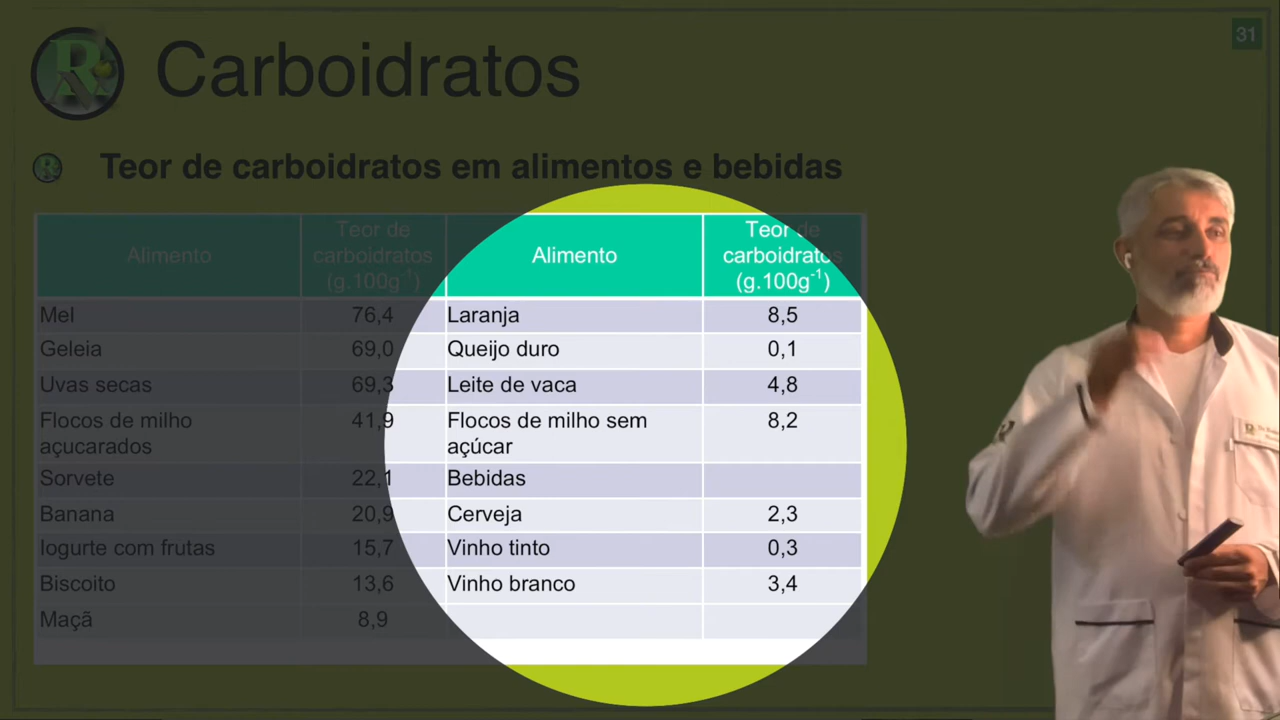 31
Carboidratos
Teor de carboidratos em alimentos e bebidas
Alimento
Teor de
carboidratos
(g.100g⁻¹)
Alimento
Teor de
carboidratos
(g.100g⁻¹)
Mel 76,4 Laranja 8,5
Geleia 69,0 Queijo duro 0,1
Uvas secas 69,3 Leite de vaca 4,8
Flocos de milho 41,9 Flocos de milho sem 8,2
açucarados açúcar
Sorvete 22,1 Bebidas
Banana 20,9 Cerveja 2,3
Iogurte com frutas 15,7 Vinho tinto 0,3
Biscoito 13,6 Vinho branco 3,4
Maçã 8,9